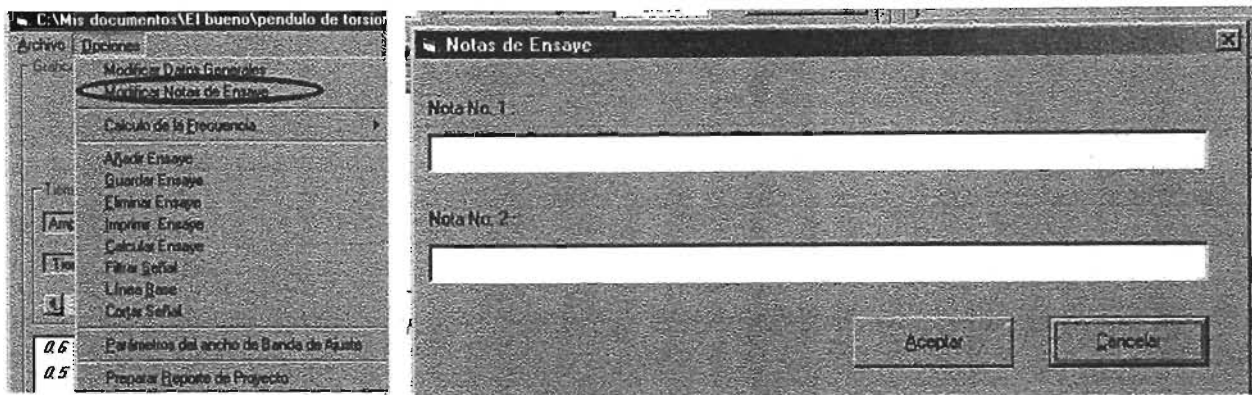 C:\Mis documentos\El bueno\pendulo de torsion
Archivo Opciones
Modificar Datos Generales
Modificar Notas de Ensaye
Calculo de la Frecuencia
Añadir Ensaye
Guardar Ensaye
Eliminar Ensaye
Imprimir Ensaye
Calcular Ensaye
Filtrar Señal
Línea Base
Cortar Señal
Parámetros del ancho de Banda de Ajuste
Preparar Reporte de Proyecto
0.6
0.5
Notas de Ensaye
Nota No. 1 :
Nota No. 2 :
Aceptar
Cancelar